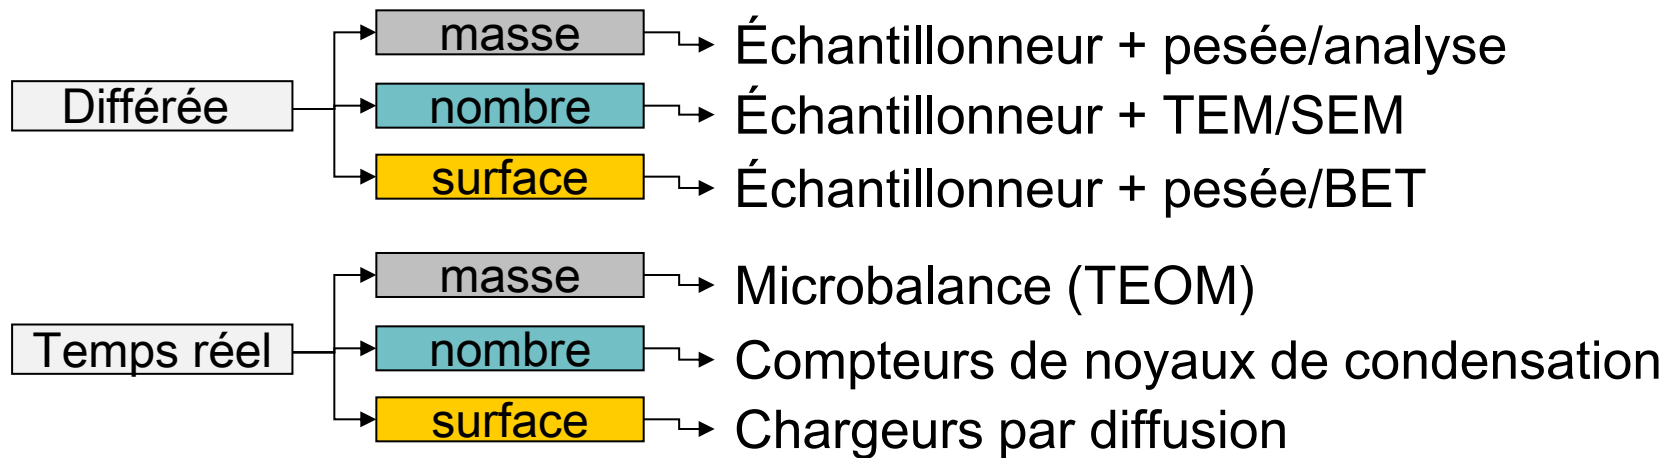 masse
Échantillonneur + pesée/analyse
Différée
nombre
Échantillonneur + TEM/SEM
surface
Échantillonneur + pesée/BET
masse
Microbalance (TEOM)
Temps réel
nombre
Compteurs de noyaux de condensation
surface
Chargeurs par diffusion